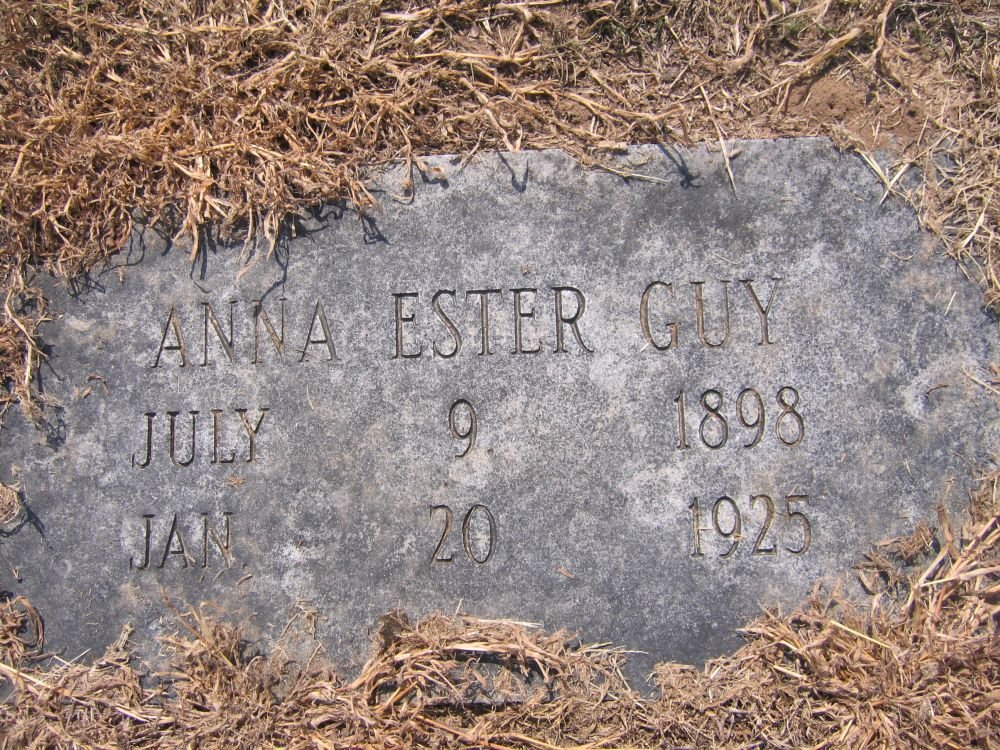 ANNA ESTER GUY
JULY 9 1898
JAN 20 1925